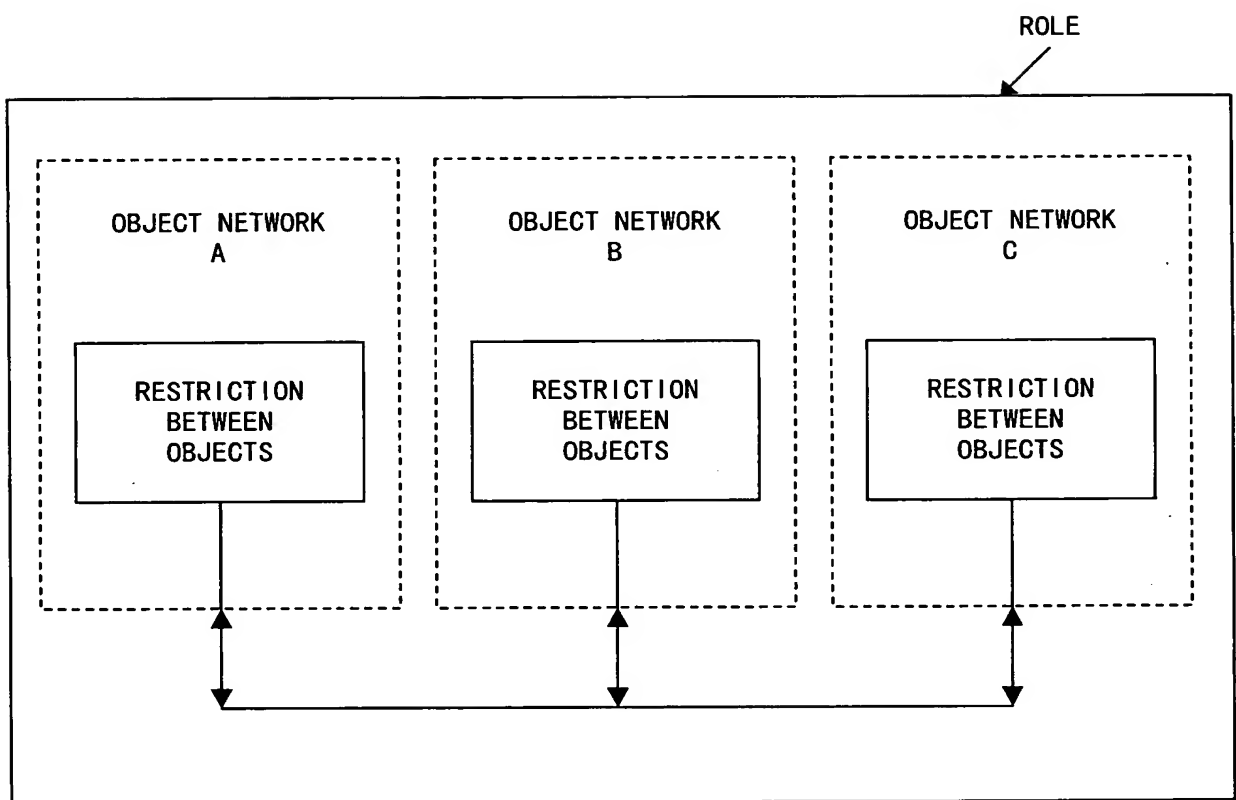 ROLE
OBJECT NETWORK
A
RESTRICTION
BETWEEN
OBJECTS
OBJECT NETWORK
B
RESTRICTION
BETWEEN
OBJECTS
OBJECT NETWORK
C
RESTRICTION
BETWEEN
OBJECTS